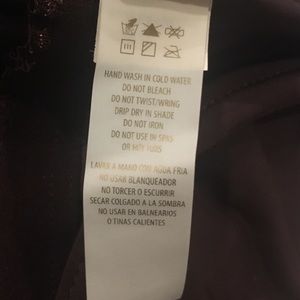 HAND WASH IN COLD WATER
DO NOT BLEACH
DO NOT TWIST/WRING
DRIP DRY IN SHADE
DO NOT IRON
DO NOT USE IN SPAS
OR HOT TUBS
LAVAR A MANO CON AGUA FRIA
NO USAR BLANQUEADOR
NO TORCER O ESCURRIR
SECAR COLGADO A LA SOMBRA
NO USAR EN BALNEARIOS
O TINAS CALIENTES